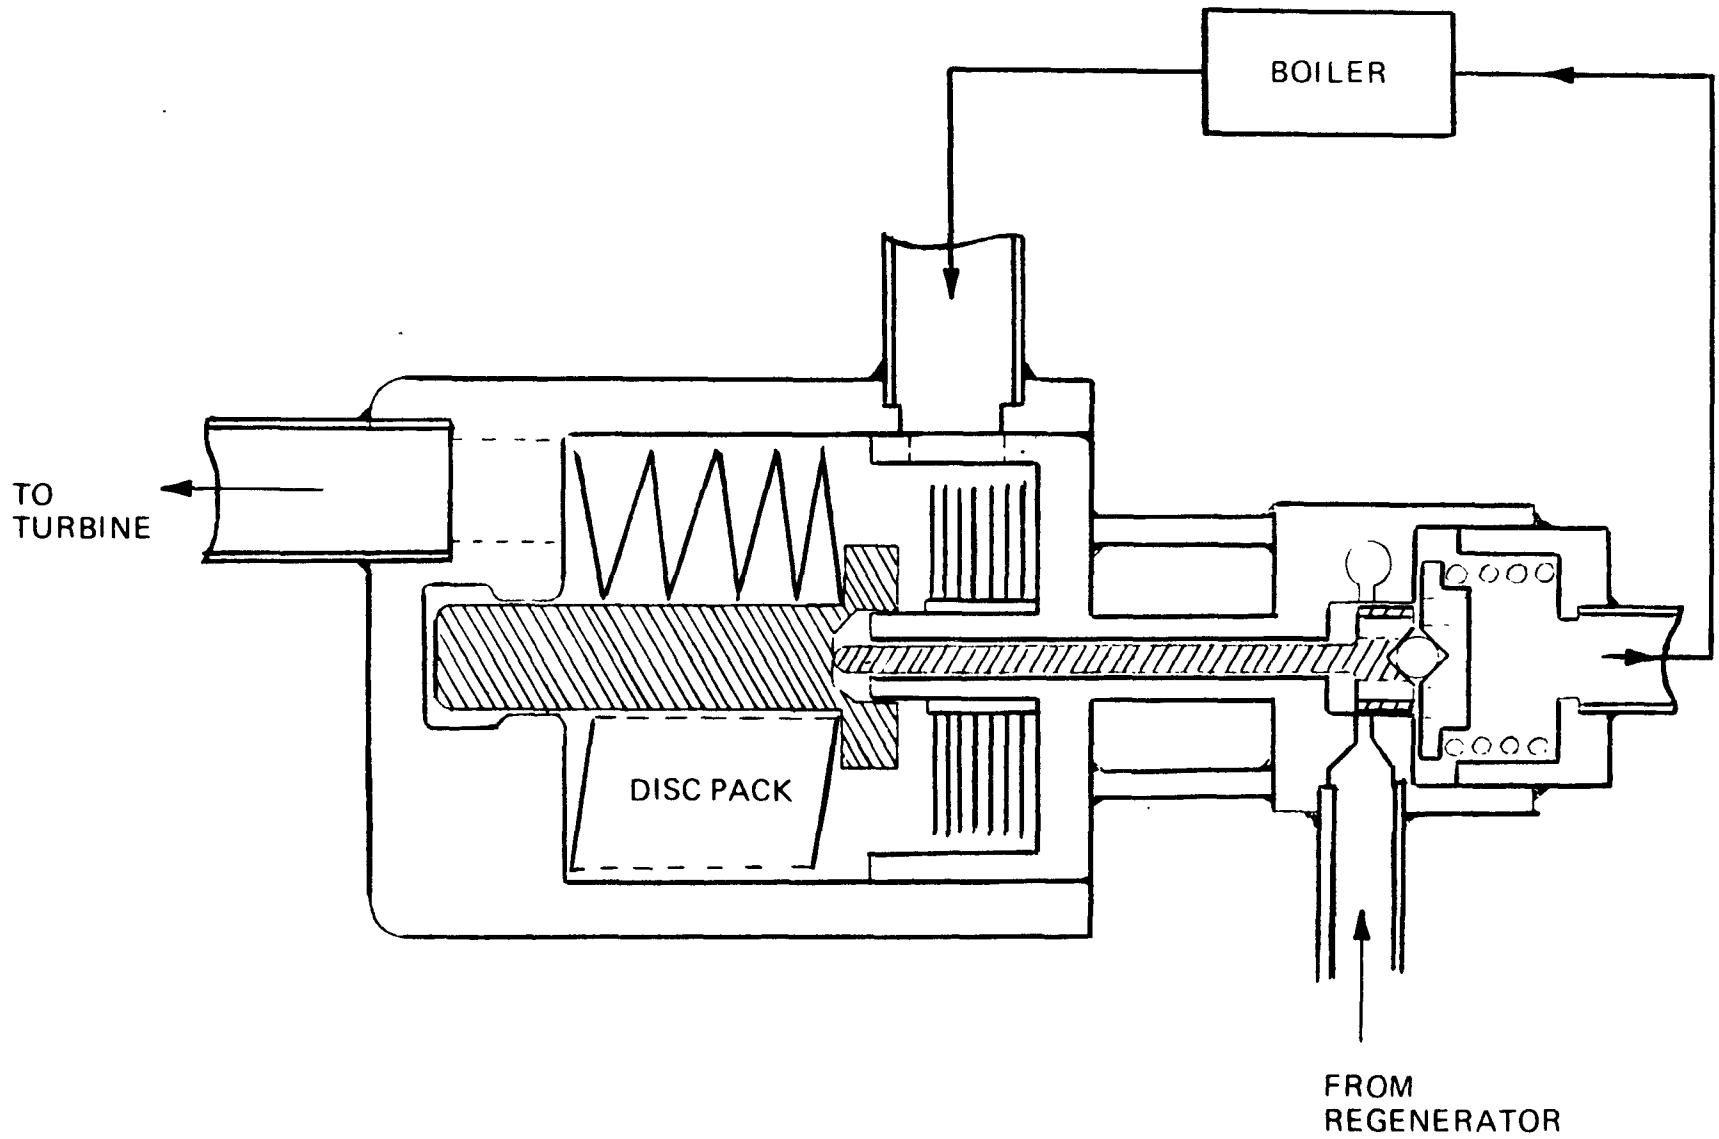 BOILER
TO
TURBINE
DISC PACK
FROM
REGENERATOR